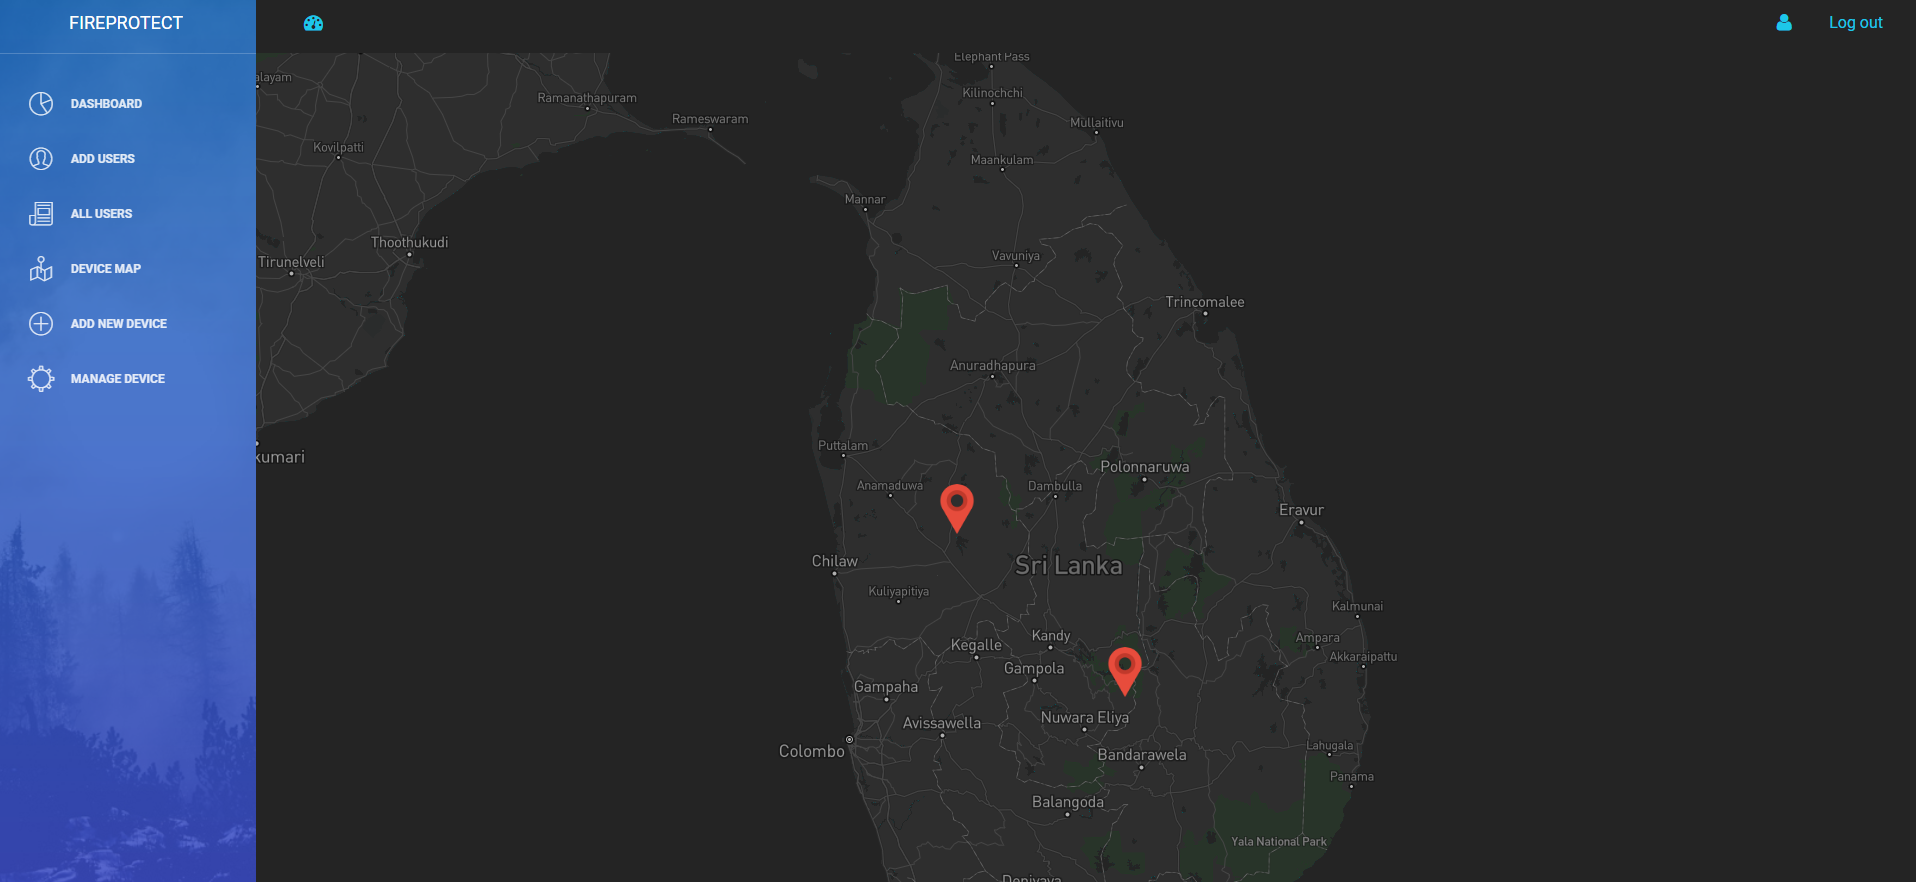 FIREPROTECT
Log out
DASHBOARD
ADD USERS
ALL USERS
DEVICE MAP
ADD NEW DEVICE
MANAGE DEVICE
Elephant Pass
alayam
Kilinochchi
Ramanathapuram
Rameswaram
Mullaitivu
Kovilpatti
Maankulam
Mannar
Thoothukudi
Vavuniya
Tirunelveli
Trincomalee
Anuradhapura
Puttalam
kumari
Polonnaruwa
Anamaduwa
Dambulla
Eravur
Chilaw
Sri Lanka
Kuliyapitiya
Kalmunai
Kandy
Ampara
Kegalle
Akkaraipattu
Gampola
Gampaha
Nuwara Eliya
Avissawella
Lahugala
Colombo
Bandarawela
Panama
Balangoda
Yala National Park
Deniyaya